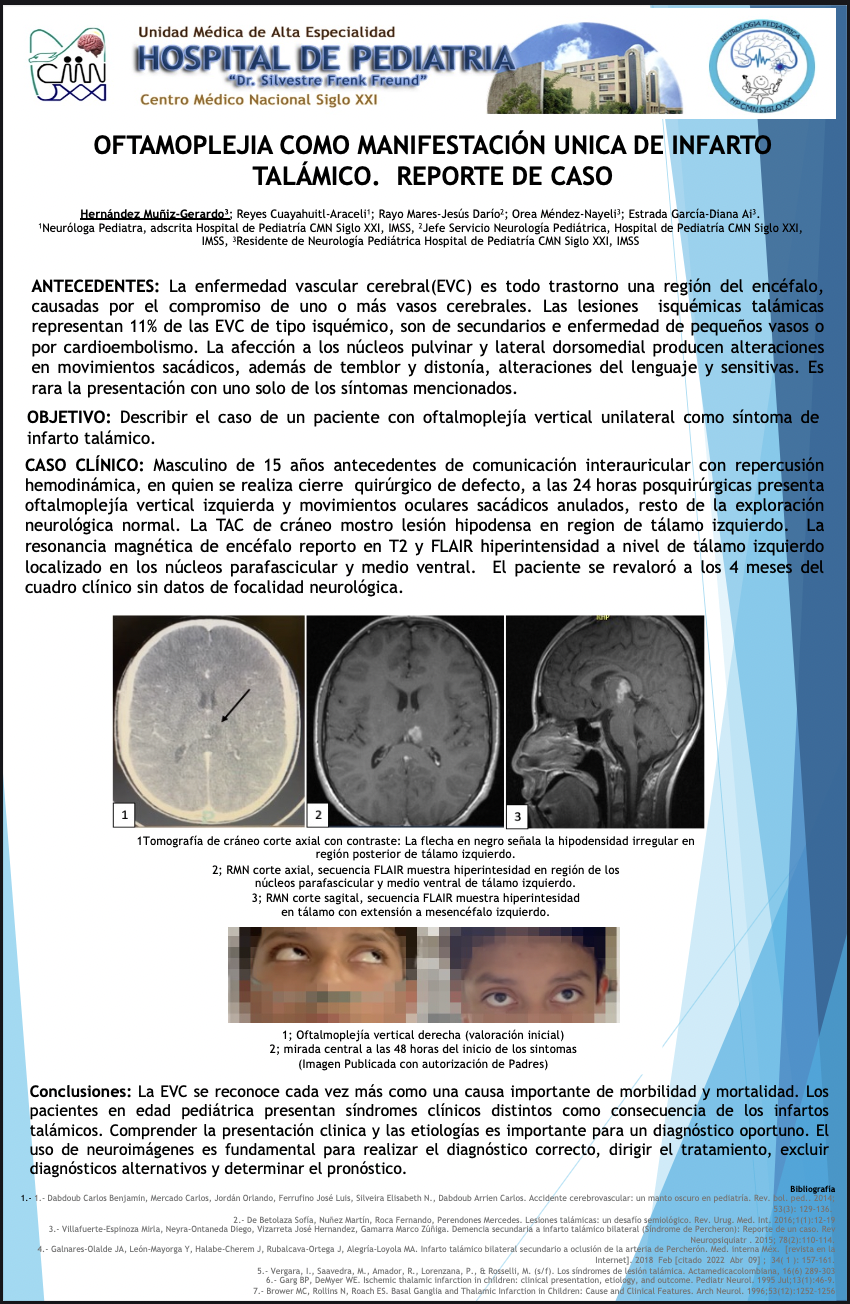 Unidad Médica de Alta Especialidad
HOSPITAL DE PEDIATRIA
“Dr. Silvestre Frenk Freund”
Centro Médico Nacional Siglo XXI
CMN
NEUROLOGÍA PEDIATRICA
HP CMN SIGLO XXI
OFTAMOPLEJIA COMO MANIFESTACIÓN UNICA DE INFARTO
TALÁMICO. REPORTE DE CASO
Hernández Muñiz-Gerardo³; Reyes Cuayahuitl-Araceli¹; Rayo Mares-Jesús Darío²; Orea Méndez-Nayeli³; Estrada García-Diana Ai³.
¹Neuróloga Pediatra, adscrita Hospital de Pediatría CMN Siglo XXI, IMSS, ²Jefe Servicio Neurología Pediátrica, Hospital de Pediatría CMN Siglo XXI,
IMSS, ³Residente de Neurología Pediátrica Hospital de Pediatría CMN Siglo XXI, IMSS
ANTECEDENTES: La enfermedad vascular cerebral(EVC) es todo trastorno una región del encéfalo,
causadas por el compromiso de uno o más vasos cerebrales. Las lesiones isquémicas talámicas
representan 11% de las EVC de tipo isquémico, son de secundarios e enfermedad de pequeños vasos o
por cardioembolismo. La afección a los núcleos pulvinar y lateral dorsomedial producen alteraciones
en movimientos sacádicos, además de temblor y distonía, alteraciones del lenguaje y sensitivas. Es
rara la presentación con uno solo de los síntomas mencionados.
OBJETIVO: Describir el caso de un paciente con oftalmoplejía vertical unilateral como síntoma de
infarto talámico.
CASO CLÍNICO: Masculino de 15 años antecedentes de comunicación interauricular con repercusión
hemodinámica, en quien se realiza cierre quirúrgico de defecto, a las 24 horas posquirúrgicas presenta
oftalmoplejía vertical izquierda y movimientos oculares sacádicos anulados, resto de la exploración
neurológica normal. La TAC de cráneo mostro lesión hipodensa en region de tálamo izquierdo. La
resonancia magnética de encéfalo reporto en T2 y FLAIR hiperintensidad a nivel de tálamo izquierdo
localizado en los núcleos parafascicular y medio ventral. El paciente se revaloró a los 4 meses del
cuadro clínico sin datos de focalidad neurológica.
1
2
3
1Tomografía de cráneo corte axial con contraste: La flecha en negro señala la hipodensidad irregular en
región posterior de tálamo izquierdo.
2; RMN corte axial, secuencia FLAIR muestra hiperintesidad en región de los
núcleos parafascicular y medio ventral de tálamo izquierdo.
3; RMN corte sagital, secuencia FLAIR muestra hiperintesidad
en tálamo con extensión a mesencéfalo izquierdo.
1; Oftalmoplejía vertical derecha (valoración inicial)
2; mirada central a las 48 horas del inicio de los sintomas
(Imagen Publicada con autorización de Padres)
Conclusiones: La EVC se reconoce cada vez más como una causa importante de morbilidad y mortalidad. Los
pacientes en edad pediátrica presentan síndromes clínicos distintos como consecuencia de los infartos
talámicos. Comprender la presentación clinica y las etiologías es importante para un diagnóstico oportuno. El
uso de neuroimágenes es fundamental para realizar el diagnóstico correcto, dirigir el tratamiento, excluir
diagnósticos alternativos y determinar el pronóstico.
Bibliografía
1.- 1.- Dabdoub Carlos Benjamin, Mercado Carlos, Jordán Orlando, Ferrufino José Luis, Silveira Elisabeth N., Dabdoub Arrien Carlos. Accidente cerebrovascular: un manto oscuro en pediatría. Rev. bol. ped.. 2014;
53(3): 129-136.
2.- De Betolaza Sofía, Nuñez Martín, Roca Fernando, Perendones Mercedes. Lesiones talámicas: un desafío semiológico. Rev. Urug. Med. Int. 2016;1(1):12-19
3.- Villafuerte-Espinoza Mirla, Neyra-Ontaneda Diego, Vizarreta José Hernandez, Gamarra Marco Zúñiga. Demencia secundaria a infarto talámico bilateral (Síndrome de Percheron): Reporte de un caso. Rev
Neuropsiquiatr . 2015; 78(2):110-114.
4.- Galnares-Olalde JA, León-Mayorga Y, Halabe-Cherem J, Rubalcava-Ortega J, Alegría-Loyola MA. Infarto talámico bilateral secundario a oclusión de la arteria de Percherón. Med. interna Méx. [revista en la
Internet]. 2018 Feb [citado 2022 Abr 09] ; 34( 1 ): 157-161.
5.- Vergara, I., Saavedra, M., Amador, R., Lorenzana, P., & Rosselli, M. (s/f). Los síndromes de lesión talámica. Actamedicacolombiana, 16(6) 289-303
6.- Garg BP, DeMyer WE. Ischemic thalamic infarction in children: clinical presentation, etiology, and outcome. Pediatr Neurol. 1995 Jul;13(1):46-9.
7.- Brower MC, Rollins N, Roach ES. Basal Ganglia and Thalamic Infarction in Children: Cause and Clinical Features. Arch Neurol. 1996;53(12):1252-1256